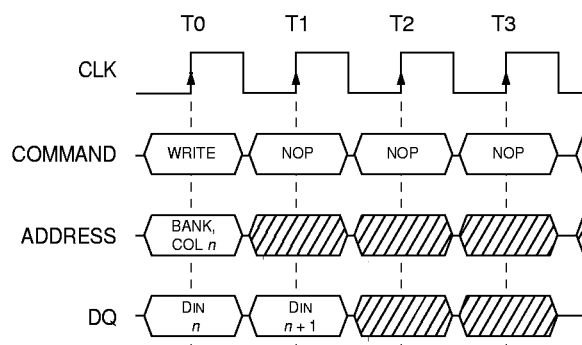 T0 T1 T2 T3
CLK
COMMAND WRITE NOP NOP NOP
ADDRESS BANK,
COL n
DQ DIN DIN
n n + 1